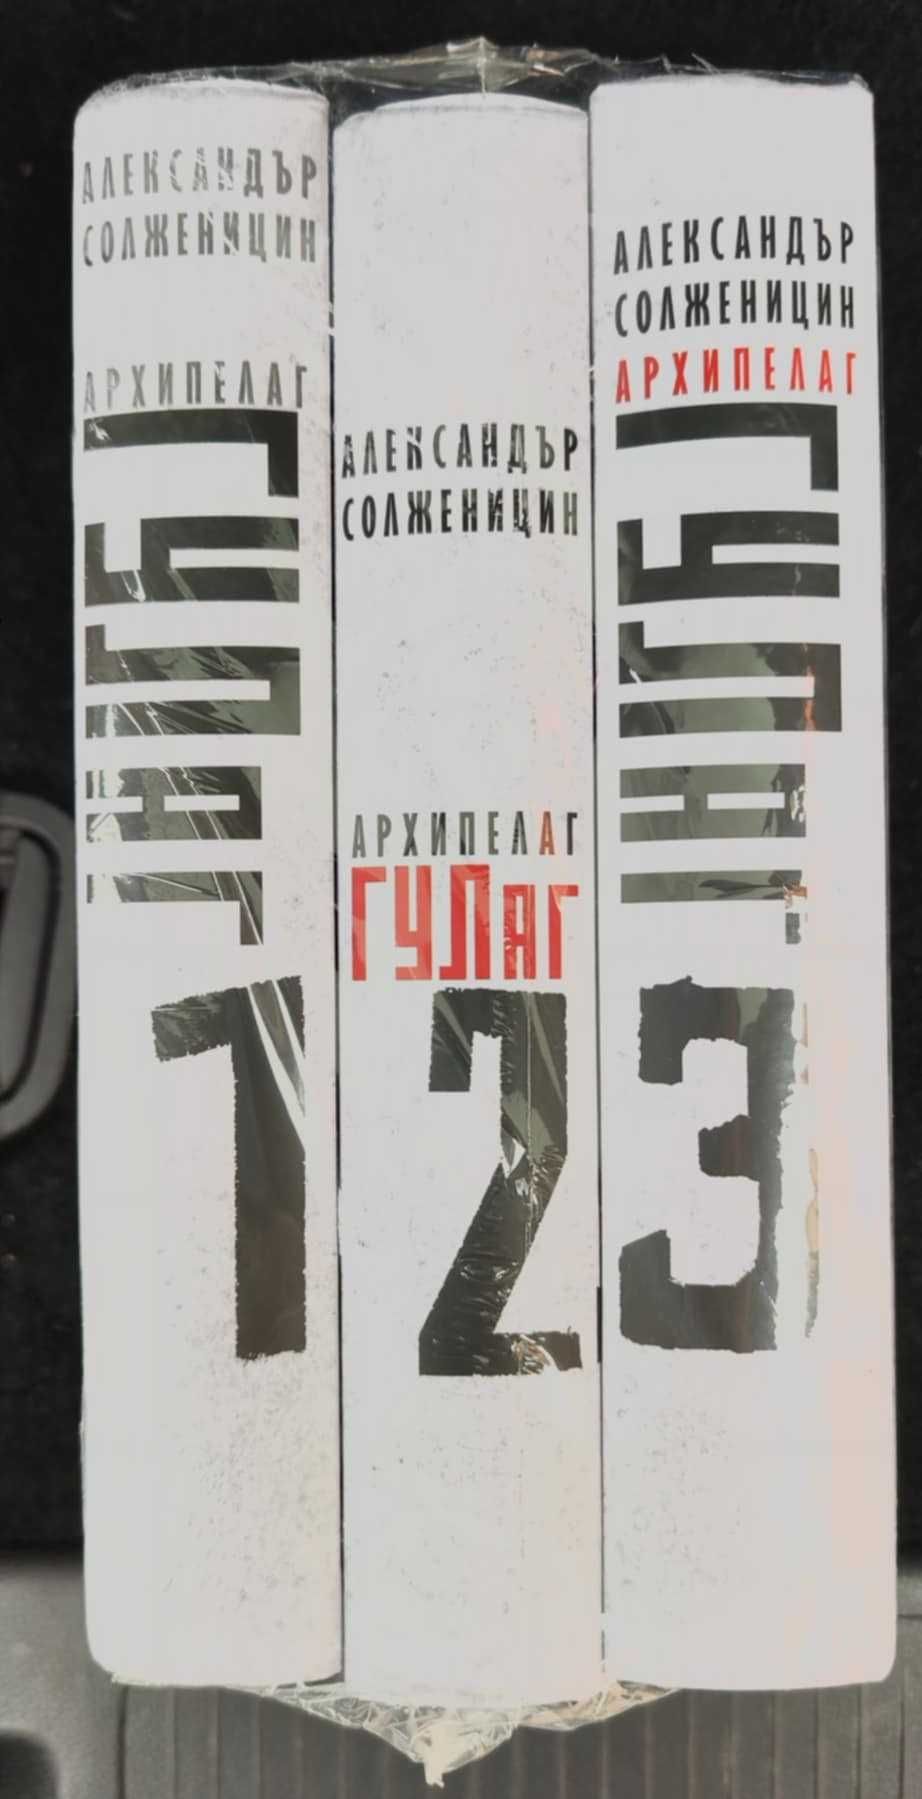 АЛЕКСАНДЪР
СОЛЖЕНИЦИН
АРХИПЕЛАГ
ГУЛАГ
1
АЛЕКСАНДЪР
СОЛЖЕНИЦИН
АРХИПЕЛАГ
ГУЛАГ
2
АЛЕКСАНДЪР
СОЛЖЕНИЦИН
АРХИПЕЛАГ
ГУЛАГ
3